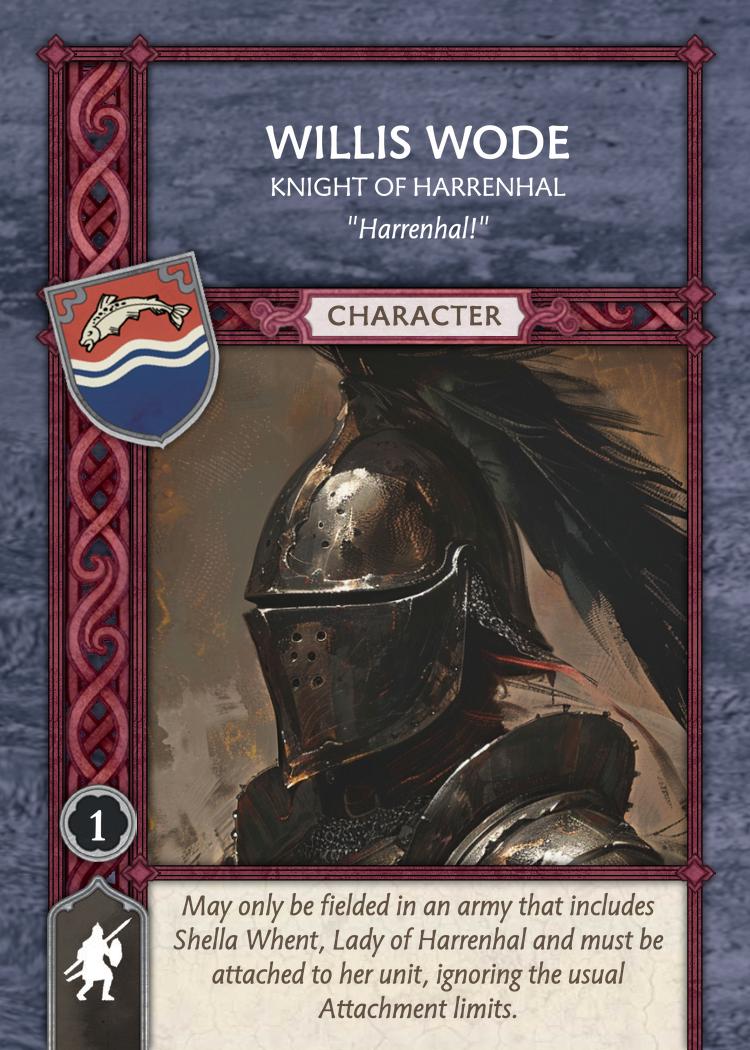 WILLIS WODE
KNIGHT OF HARRENHAL
"Harrenhal!"
CHARACTER
1
May only be fielded in an army that includes
Shella Whent, Lady of Harrenhal and must be
attached to her unit, ignoring the usual
Attachment limits.